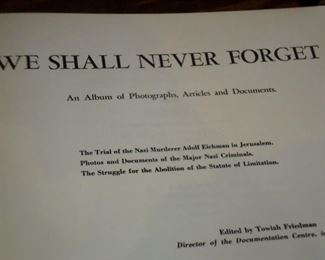 WE SHALL NEVER FORGET
An Album of Photographs, Articles and Documents.
The Trial of the Nazi Murderer Adolf Eichman in Jerusalem.
Photos and Documents of the Major Nazi Criminals.
The Struggle for the Abolition of the Statute of Limitation.
Edited by Towiah Friedman
Director of the Documentation Centre, i